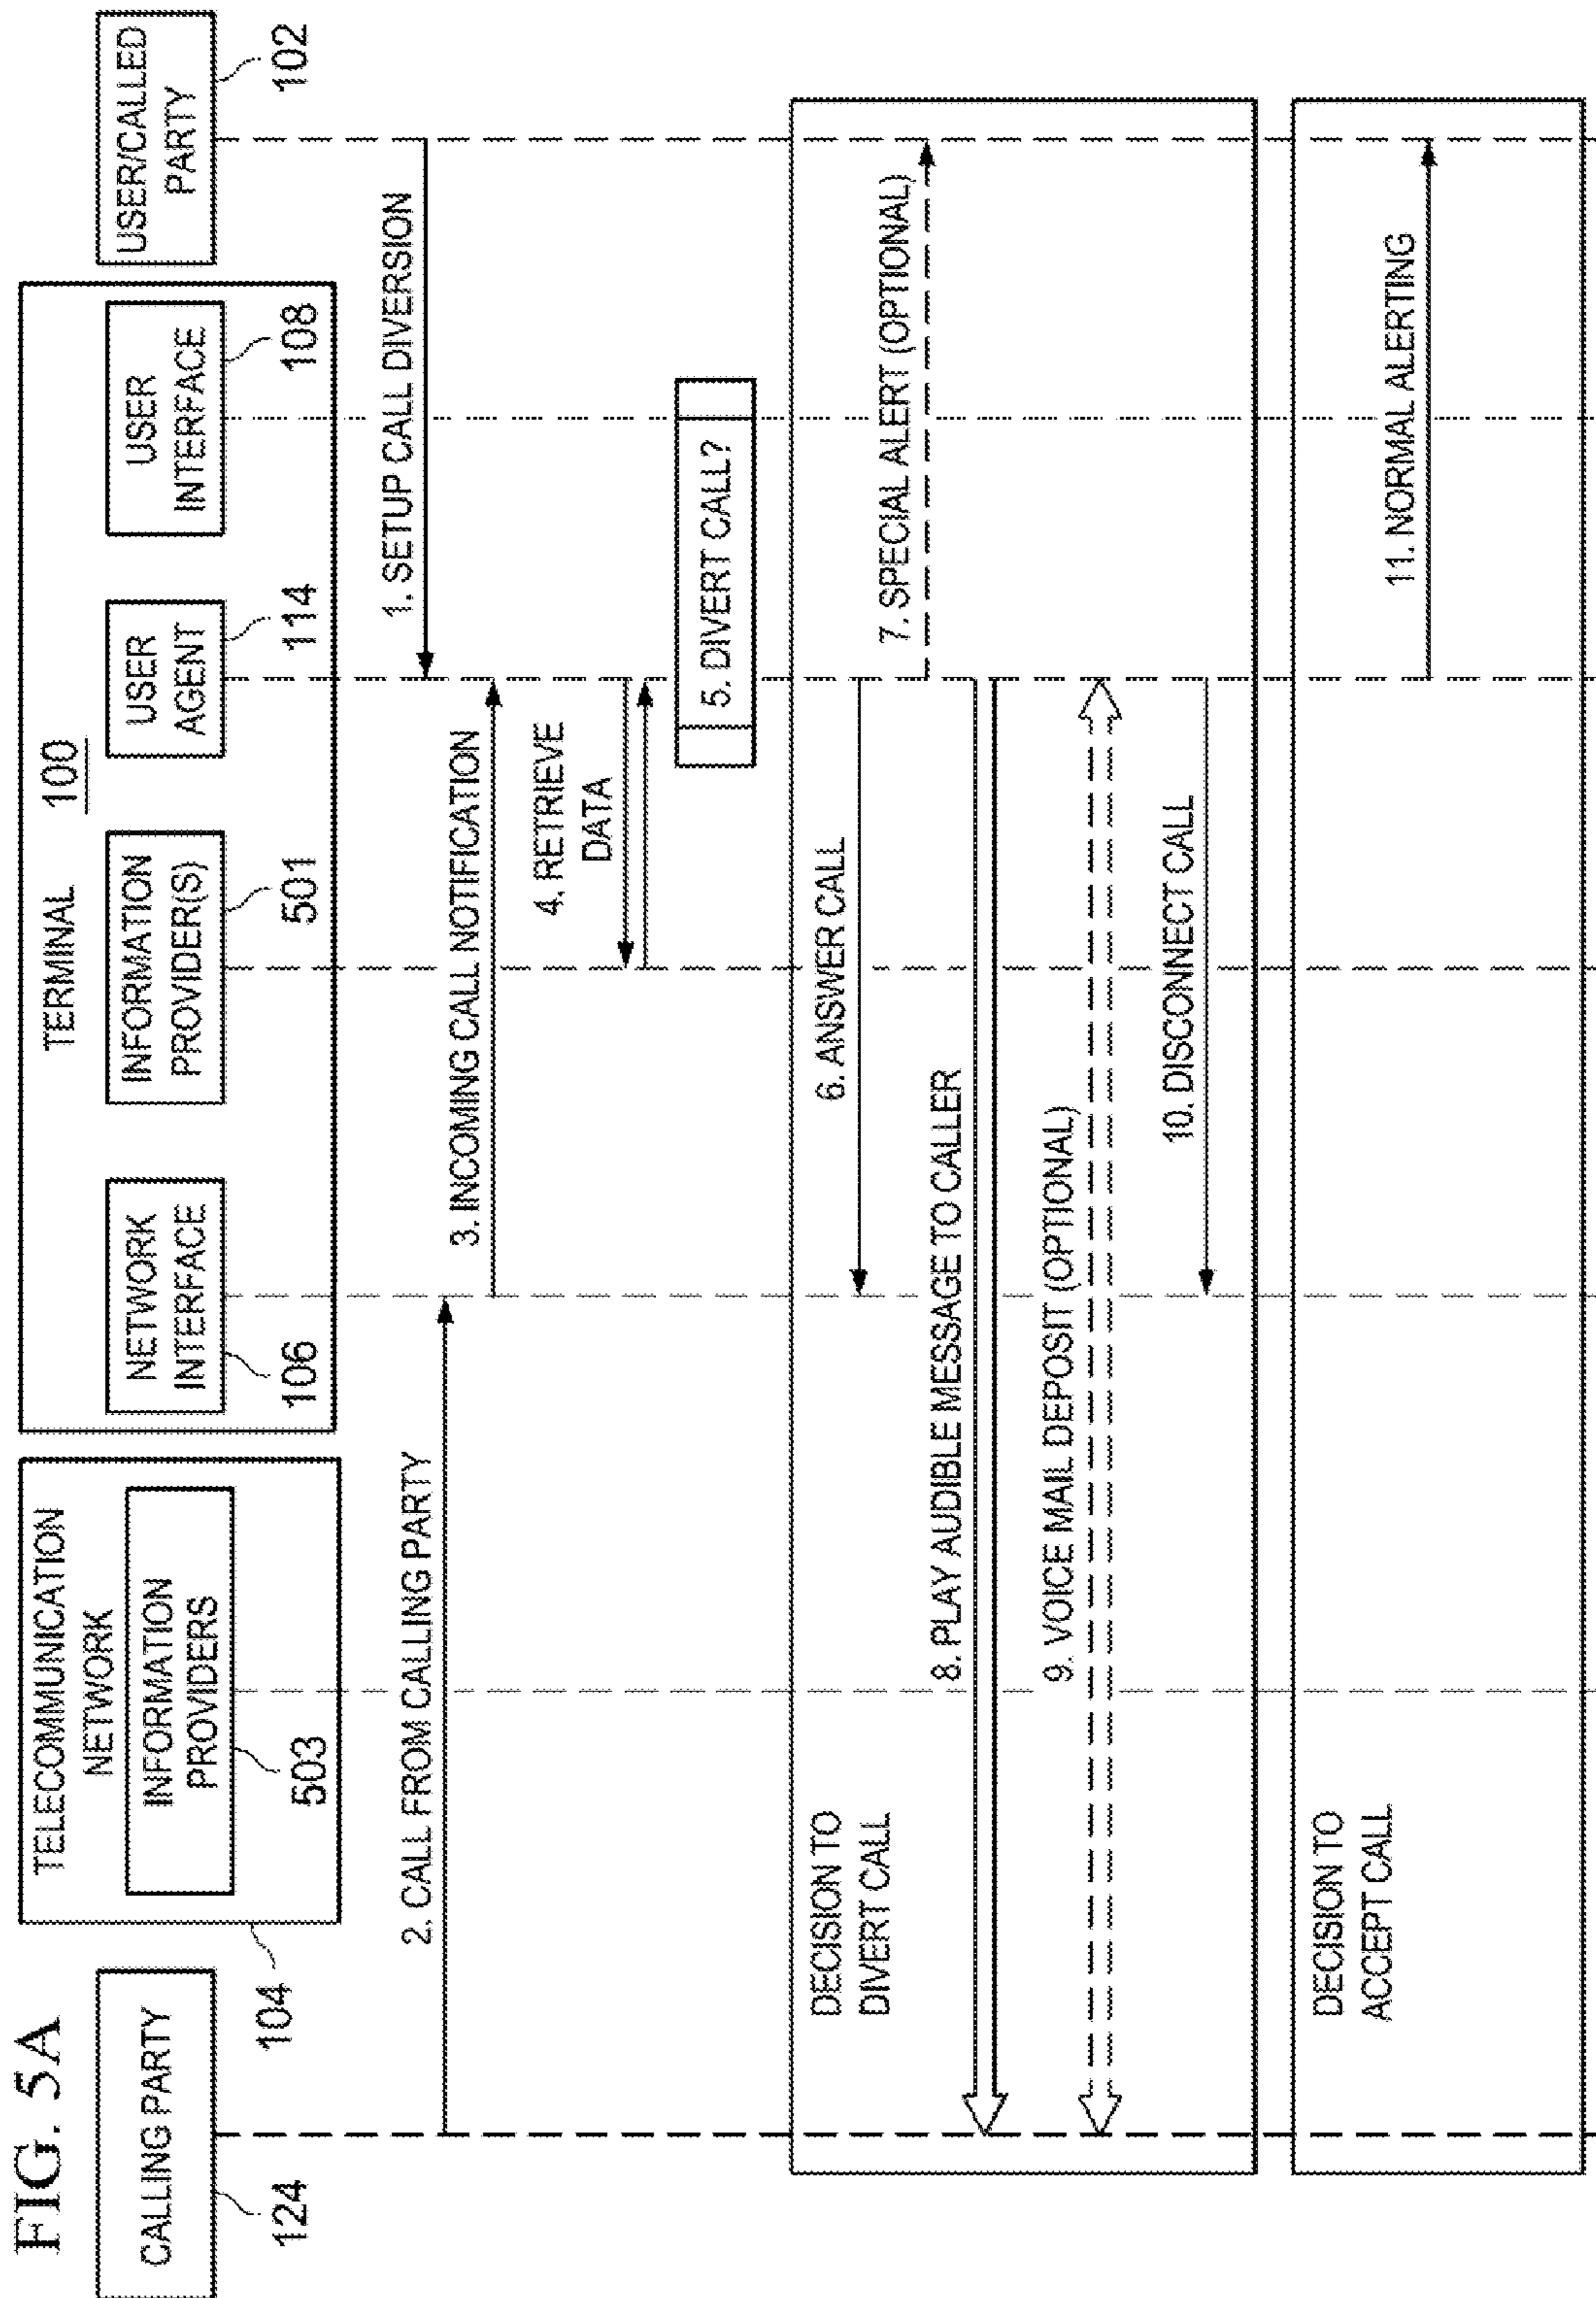 FIG. 5A
CALLING PARTY
124
TELECOMMUNICATION
NETWORK
INFORMATION
PROVIDERS
503
104
TERMINAL
100
NETWORK
INTERFACE
106
INFORMATION
PROVIDER(S)
501
USER
AGENT
114
USER
INTERFACE
108
USER/CALLED
PARTY
102
1. SETUP CALL DIVERSION
2. CALL FROM CALLING PARTY
3. INCOMING CALL NOTIFICATION
4. RETRIEVE
DATA
5. DIVERT CALL?
DECISION TO
DIVERT CALL
6. ANSWER CALL
7. SPECIAL ALERT (OPTIONAL)
8. PLAY AUDIBLE MESSAGE TO CALLER
9. VOICE MAIL DEPOSIT (OPTIONAL)
10. DISCONNECT CALL
DECISION TO
ACCEPT CALL
11. NORMAL ALERTING